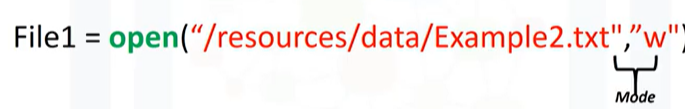 File1 = open(“/resources/data/Example2.txt",”w")
Mode